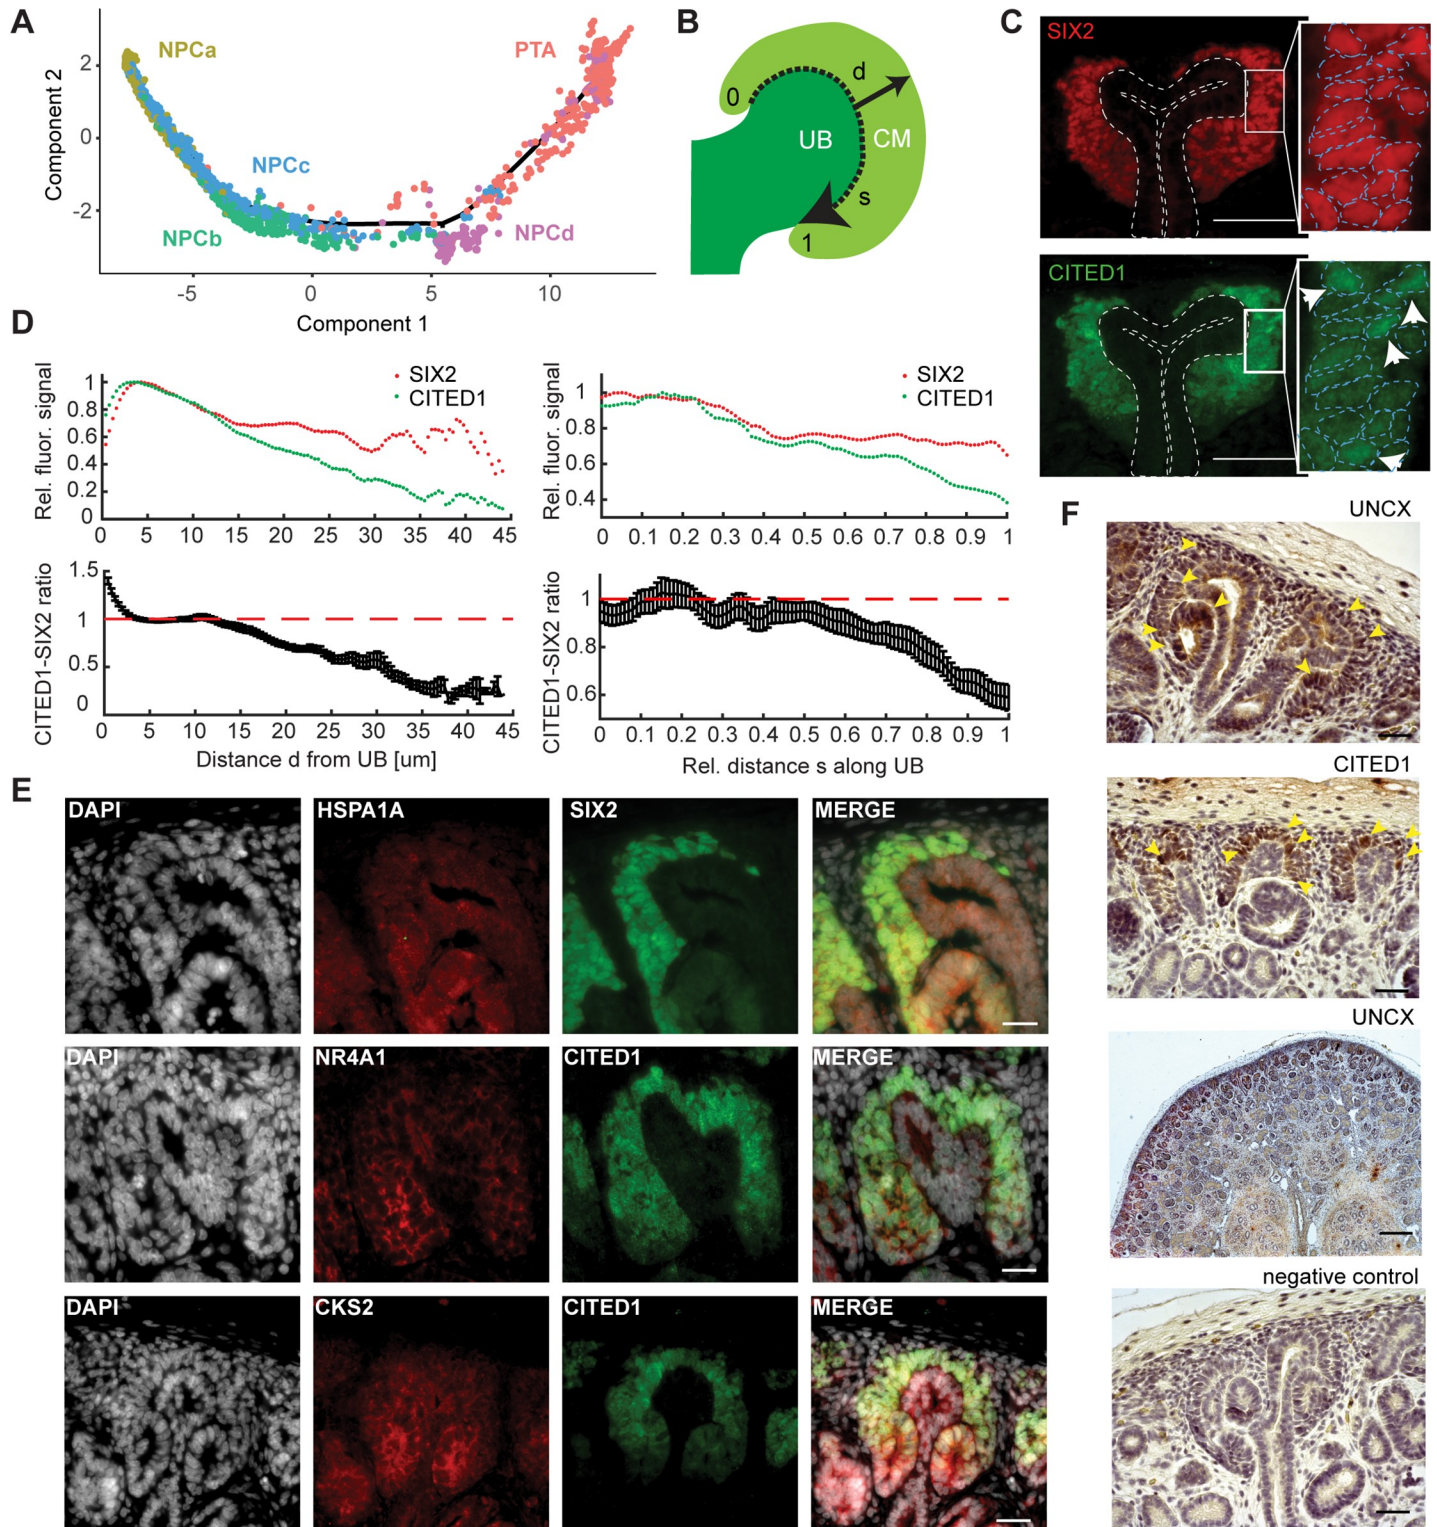 A
NPCa
PTA
NPCc
NPCb
NPCd
Component 2
2
0
-2
-5
0
5
10
Component 1
B
0
d
UB
CM
s
1
C
SIX2
CITED1
D
Rel. fluor. signal
1
0.8
0.6
0.4
0.2
0
SIX2
CITED1
0 5 10 15 20 25 30 35 40 45
Rel. fluor. signal
1
0.8
0.6
0.4
SIX2
CITED1
0 0.1 0.2 0.3 0.4 0.5 0.6 0.7 0.8 0.9 1
CITED1-SIX2 ratio
1.5
1
0.5
0
0 5 10 15 20 25 30 35 40 45
Distance d from UB [um]
CITED1-SIX2 ratio
1
0.8
0.6
0 0.1 0.2 0.3 0.4 0.5 0.6 0.7 0.8 0.9 1
Rel. distance s along UB
E
DAPI
HSPA1A
SIX2
MERGE
DAPI
NR4A1
CITED1
MERGE
DAPI
CKS2
CITED1
MERGE
F
UNCX
CITED1
UNCX
negative control